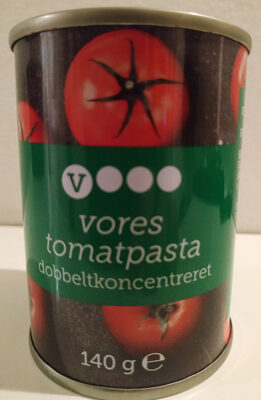 V
vores
tomatpasta
dobbeltkoncentreret
140 g e